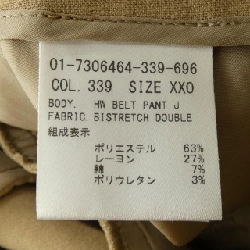 01-7306464-339-696
COL. 339 SIZE XXO
BODY. HW BELT PANT J
FABRIC. SISTRETCH DOUBLE
組成表示
ポリエステル 63%
レーヨン 27%
綿 7%
ポリウレタン 3%